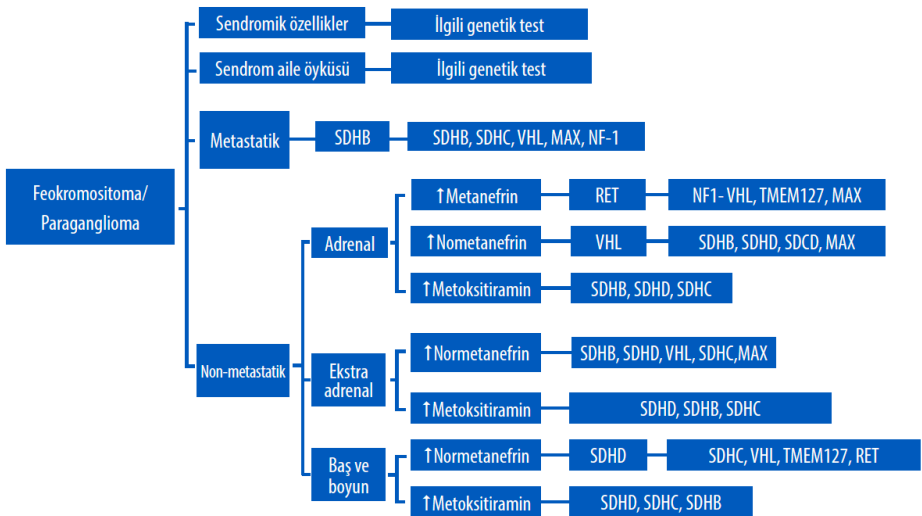 Sendromik özellikler
İlgili genetik test
Sendrom aile öyküsü
İlgili genetik test
Metastatik
SDHB
SDHB, SDHC, VHL, MAX, NF-1
Feokromositoma/
Paraganglioma
Non-metastatik
Adrenal
↑Metanefrin
RET
NF1- VHL, TMEM127, MAX
↑Nometanefrin
VHL
SDHB, SDHD, SDCD, MAX
↑Metoksitiramin
SDHB, SDHD, SDHC
Ekstra
adrenal
↑Normetanefrin
SDHB, SDHD, VHL, SDHC,MAX
↑Metoksitiramin
SDHD, SDHB, SDHC
Baş ve
boyun
↑Normetanefrin
SDHD
SDHC, VHL, TMEM127, RET
↑Metoksitiramin
SDHD, SDHC, SDHB